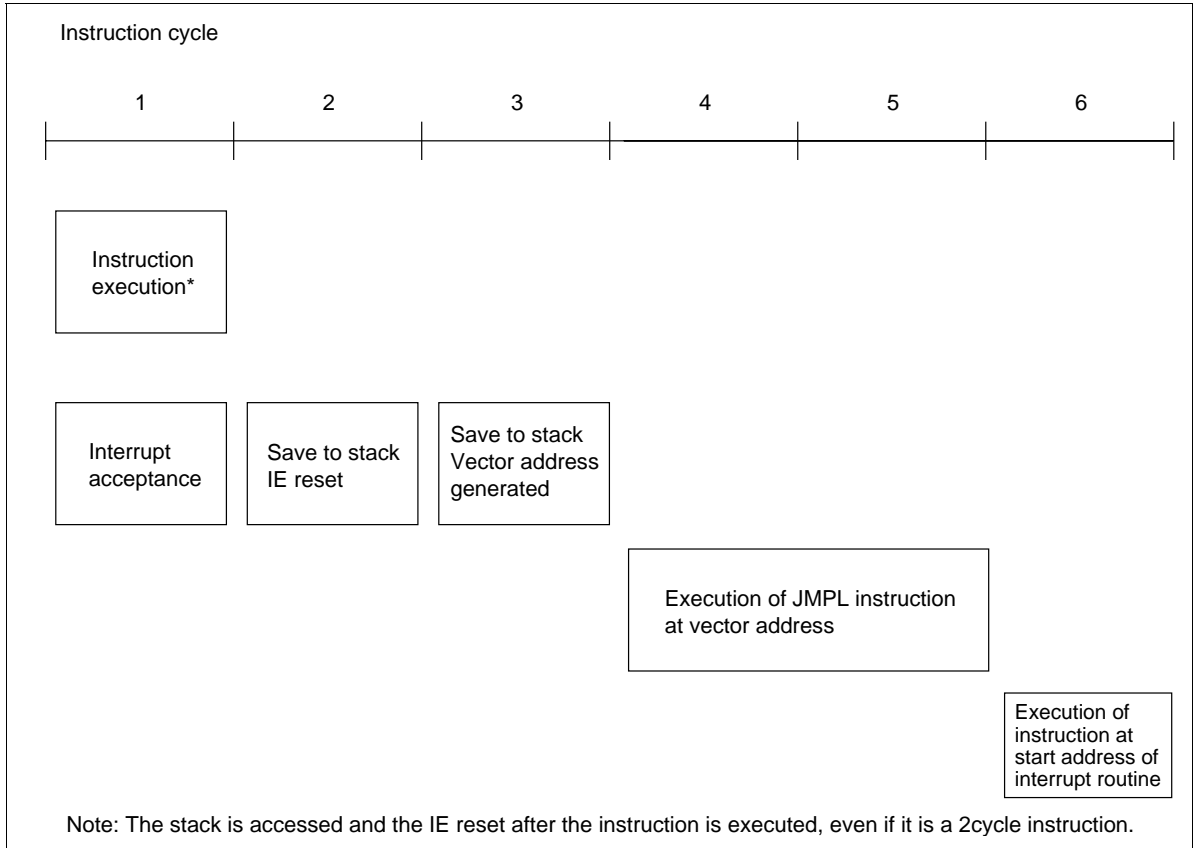 Instruction cycle
1 2 3 4 5 6
Instruction
execution*
Interrupt
acceptance
Save to stack
IE reset
Save to stack
Vector address
generated
Execution of JMPL instruction
at vector address
Execution of
instruction at
start address of
interrupt routine
Note: The stack is accessed and the IE reset after the instruction is executed, even if it is a 2cycle instruction.